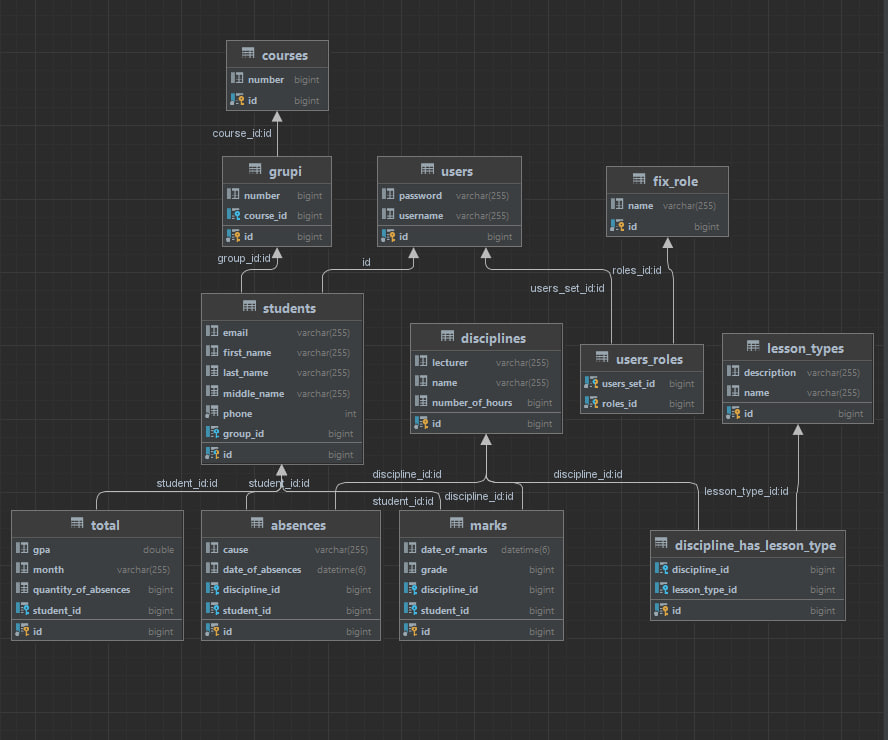 courses
number bigint
id bigint
course_id:id
grupi
number bigint
course_id bigint
id bigint
users
password varchar(255)
username varchar(255)
id bigint
fix_role
name varchar(255)
id bigint
group_id:id
id
roles_id:id
users_set_id:id
students
email varchar(255)
first_name varchar(255)
last_name varchar(255)
middle_name varchar(255)
phone int
group_id bigint
id bigint
disciplines
lecturer varchar(255)
name varchar(255)
number_of_hours bigint
id bigint
users_roles
users_set_id bigint
roles_id bigint
lesson_types
description varchar(255)
name varchar(255)
id bigint
student_id:id
student_id:id
discipline_id:id
student_id:id
discipline_id:id
discipline_id:id
lesson_type_id:id
total
gpa double
month varchar(255)
quantity_of_absences bigint
student_id bigint
id bigint
absences
cause varchar(255)
date_of_absences datetime(6)
discipline_id bigint
student_id bigint
id bigint
marks
date_of_marks datetime(6)
grade bigint
discipline_id bigint
student_id bigint
id bigint
discipline_has_lesson_type
discipline_id bigint
lesson_type_id bigint
id bigint